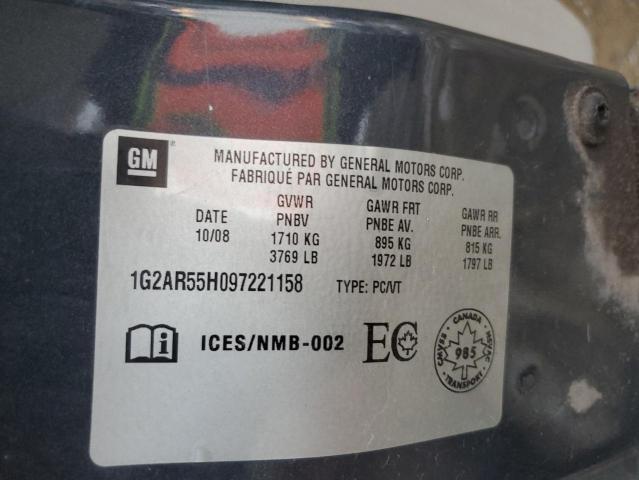 GM
®
MANUFACTURED BY GENERAL MOTORS CORP.
FABRIQUÉ PAR GENERAL MOTORS CORP.
DATE GVWR GAWR FRT GAWR RR
PNBV PNBE AV. PNBE ARR.
10/08 1710 KG 895 KG 815 KG
3769 LB 1972 LB 1797 LB
1G2AR55H097221158 TYPE: PC/VT
i ICES/NMB-002 EC
CANADA
CMVSS 985 NSVAC
TRANSPORT